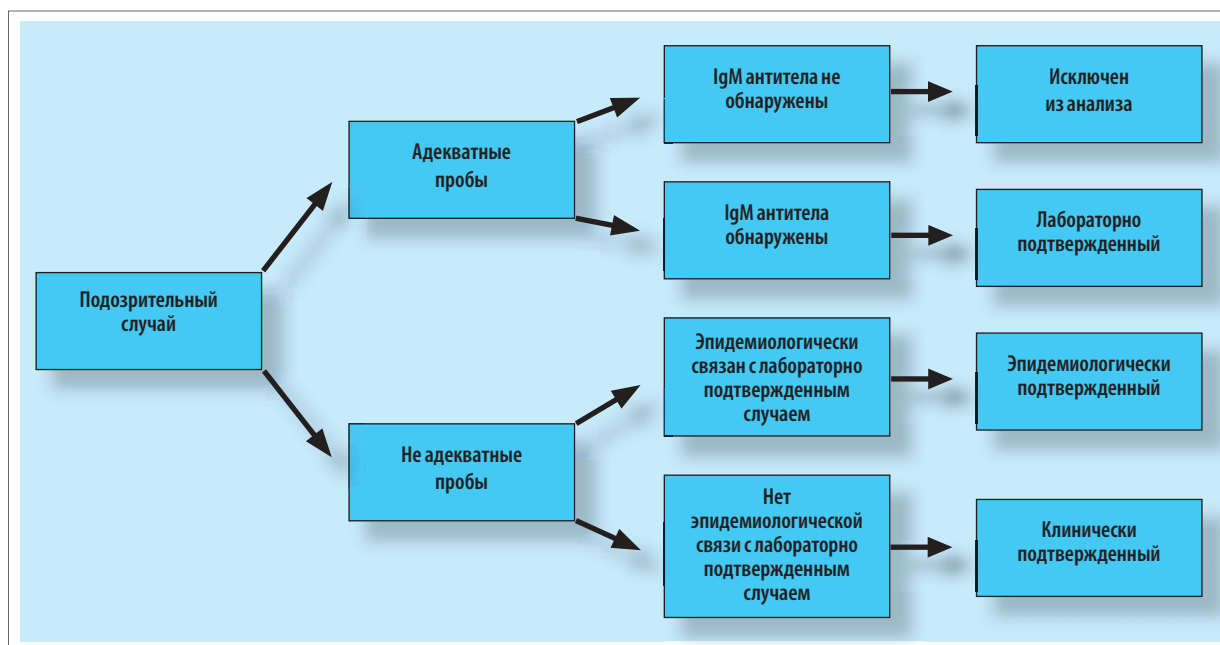 Подозрительный
случай
Адекватные
пробы
Не адекватные
пробы
IgM антитела не
обнаружены
IgM антитела
обнаружены
Эпидемиологически
связан с лабораторно
подтвержденным
случаем
Нет
эпидемиологической
связи с лабораторно
подтвержденным
случаем
Исключен
из анализа
Лабораторно
подтвержденный
Эпидемиологически
подтвержденный
Клинически
подтвержденный